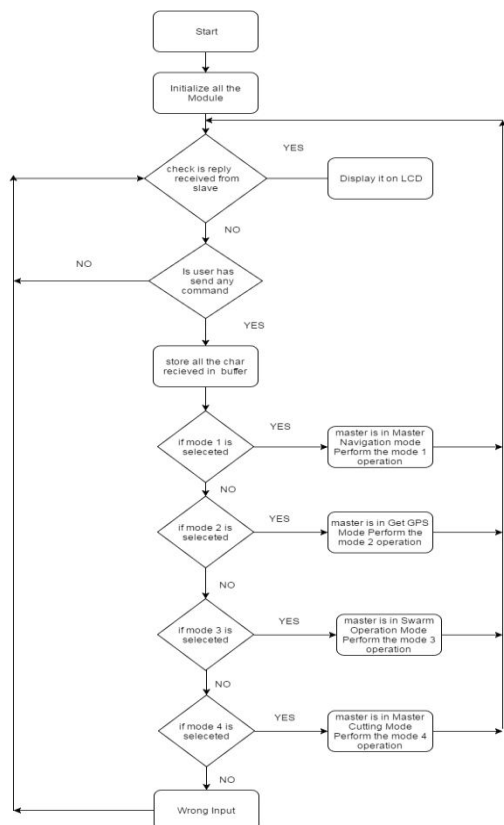 Start
Initialize all the
Module
YES
check is reply
received from
slave
Display it on LCD
NO
NO
Is user has
send any
command
YES
store all the char
recieved in buffer
if mode 1 is
seleceted
YES
master is in Master
Navigation mode
Perform the mode 1
operation
NO
if mode 2 is
seleceted
YES
master is in Get GPS
Mode Perform the
mode 2 operation
NO
if mode 3 is
seleceted
YES
master is in Swarm
Operation Mode
Perform the mode 3
operation
NO
if mode 4 is
seleceted
YES
master is in Master
Cutting Mode
Perform the mode 4
operation
NO
Wrong Input